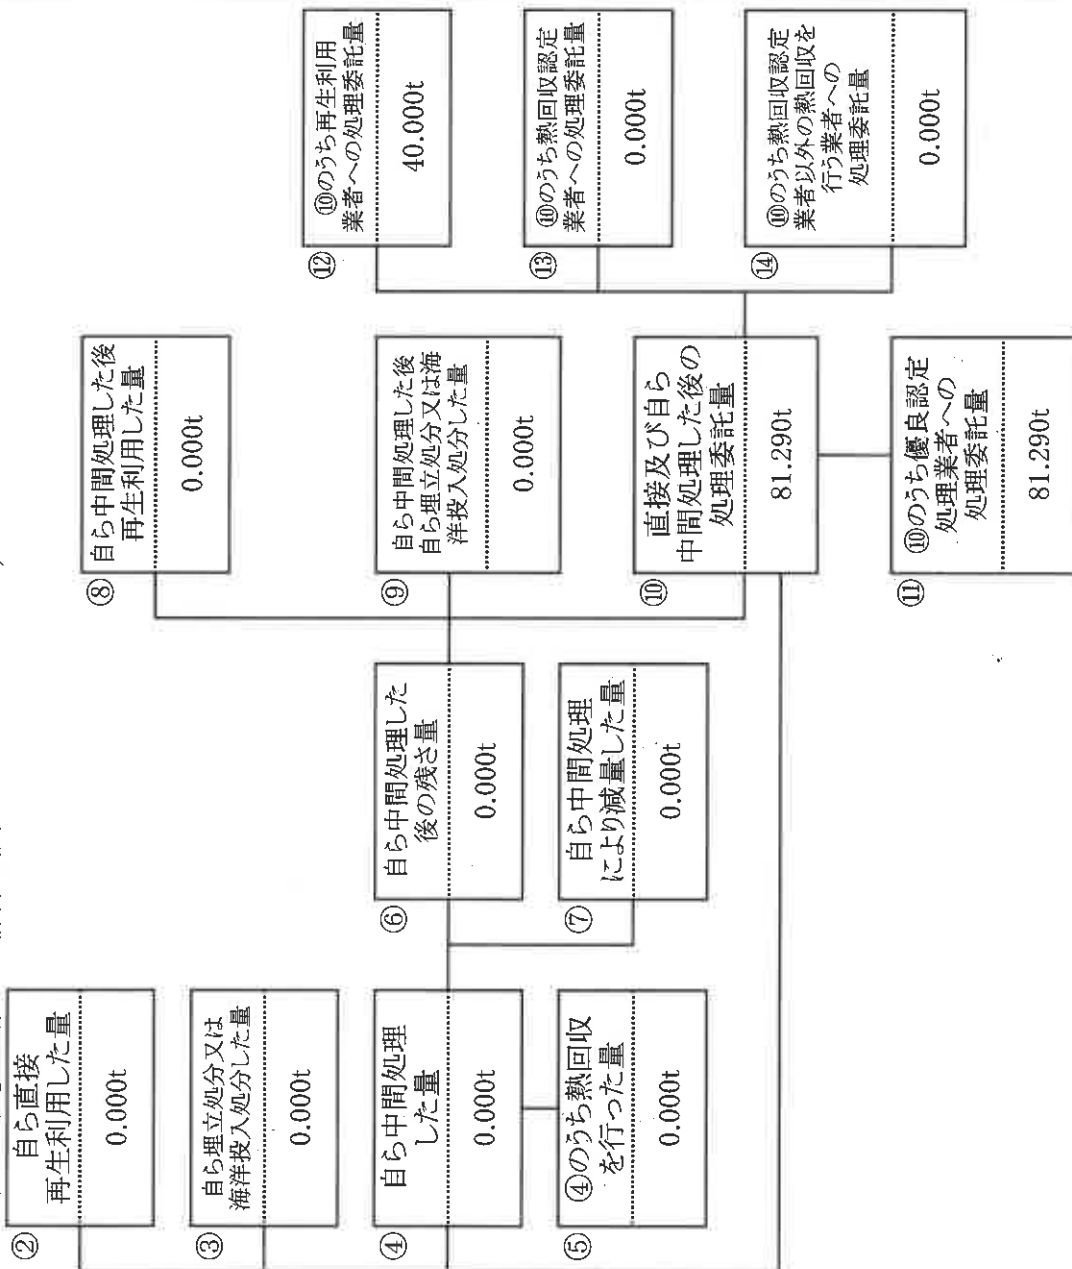 ②
自ら直接
再生利用した量
0.000t
③
自ら埋立処分又は
海洋投入処分した量
0.000t
④
自ら中間処理
した量
0.000t
⑤
④のうち熱回収
を行った量
0.000t
⑥
自ら中間処理した
後の残さ量
0.000t
⑦
自ら中間処理
により減量した量
0.000t
⑧
自ら中間処理した後
再生利用した量
0.000t
⑨
自ら中間処理した後
自ら埋立処分又は海
洋投入処分した量
0.000t
⑩
直接及び自ら
中間処理した後の
処理委託量
81.290t
⑪
⑩のうち優良認定
処理業者への
処理委託量
81.290t
⑫
⑩のうち再生利用
業者への処理委託量
40.000t
⑬
⑩のうち熱回収認定
業者への処理委託量
0.000t
⑭
⑩のうち熱回収認定
業者以外の熱回収を
行う業者への
処理委託量
0.000t